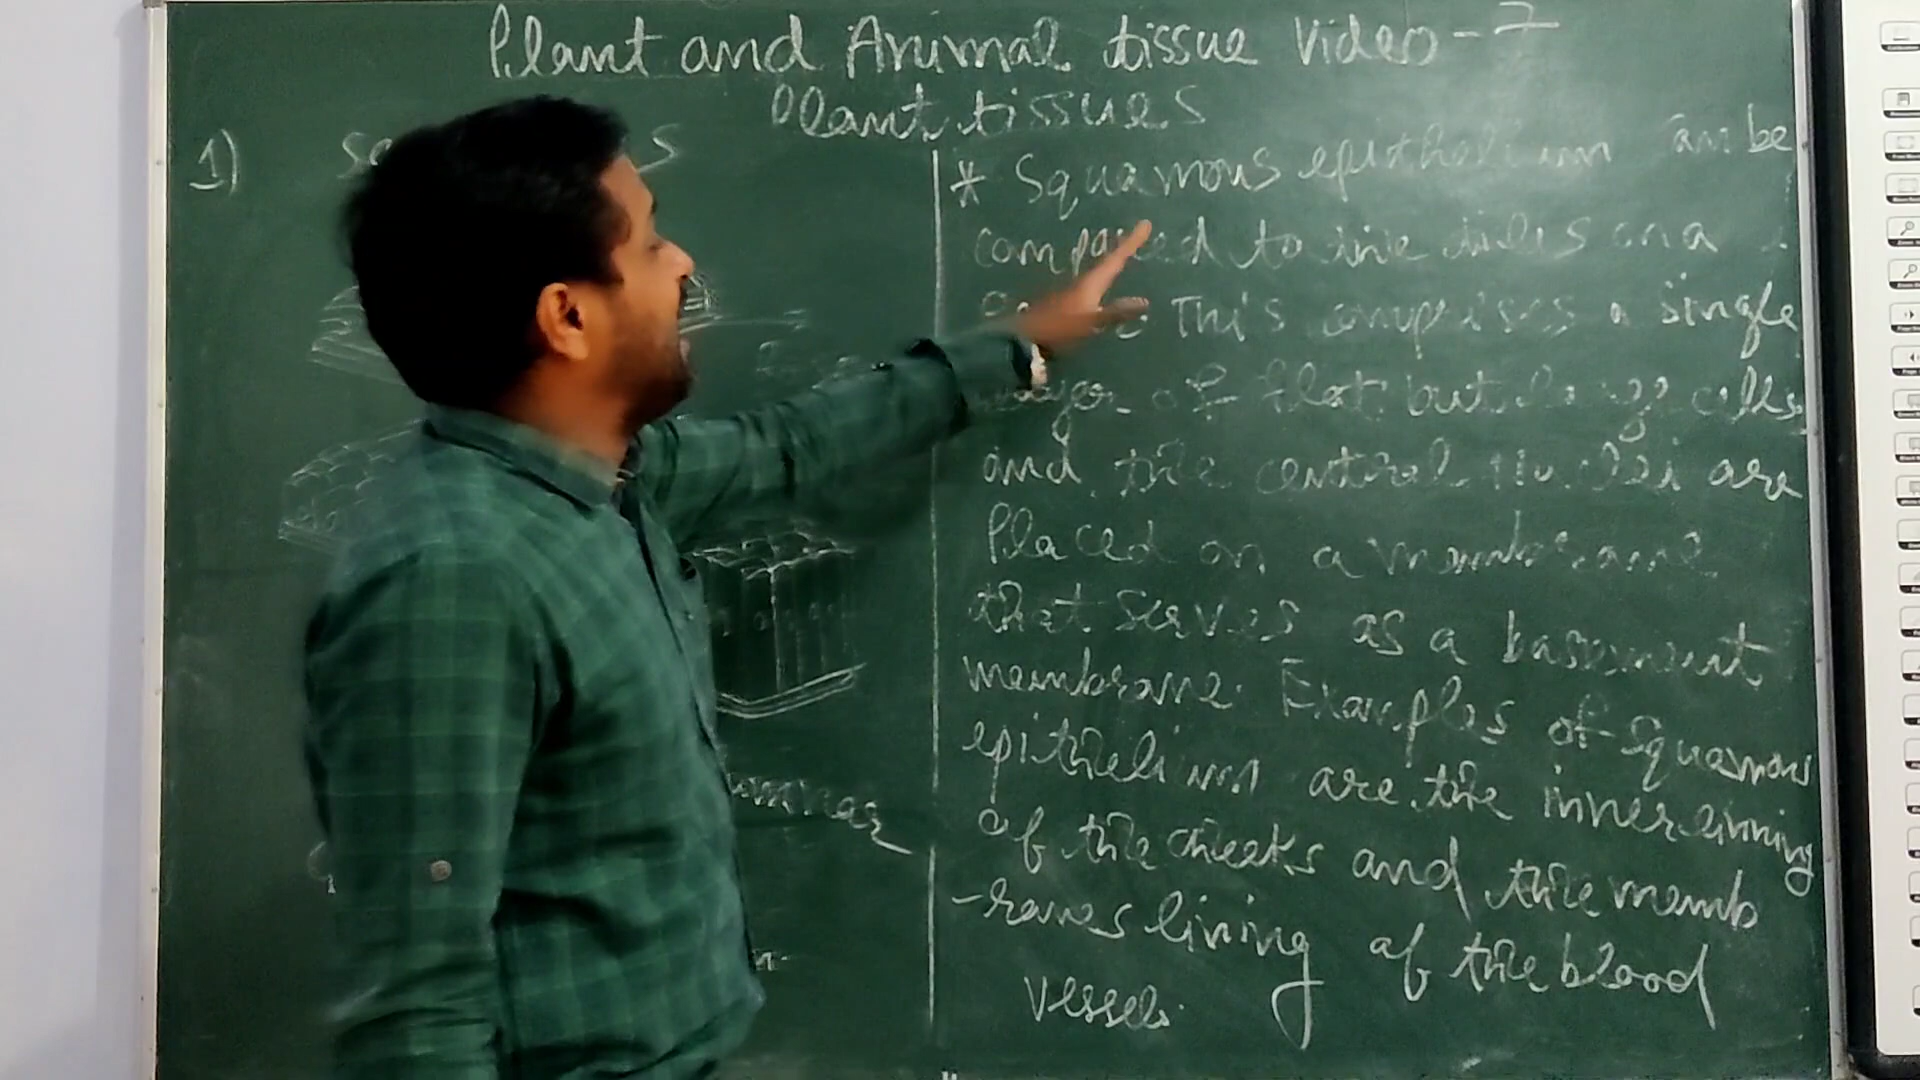 Plant and Animal tissue Video-7
Plant tissues
1)
* Squamous epithelium can be
compared to the tiles on a
This comprises a single
layer of flat but large cells
and the central nuclei are
Placed on a membrane
that serves as a basement
membrane. Examples of squamous
epithelium are the inner lining
of the cheeks and the memb
-ranes lining of the blood
vessels.